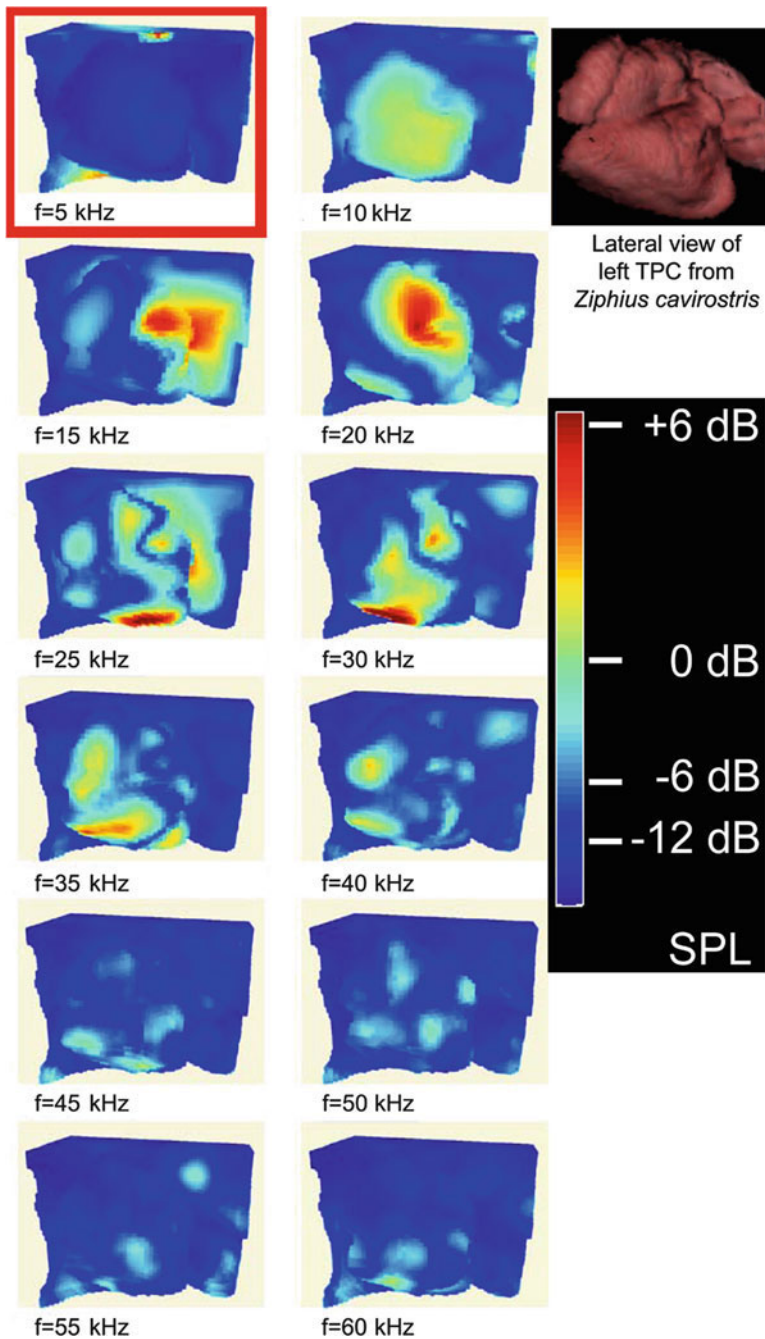 f=5 kHz
f=10 kHz
Lateral view of
left TPC from
Ziphius cavirostris
f=15 kHz
f=20 kHz
+6 dB
0 dB
-6 dB
-12 dB
SPL
f=25 kHz
f=30 kHz
f=35 kHz
f=40 kHz
f=45 kHz
f=50 kHz
f=55 kHz
f=60 kHz